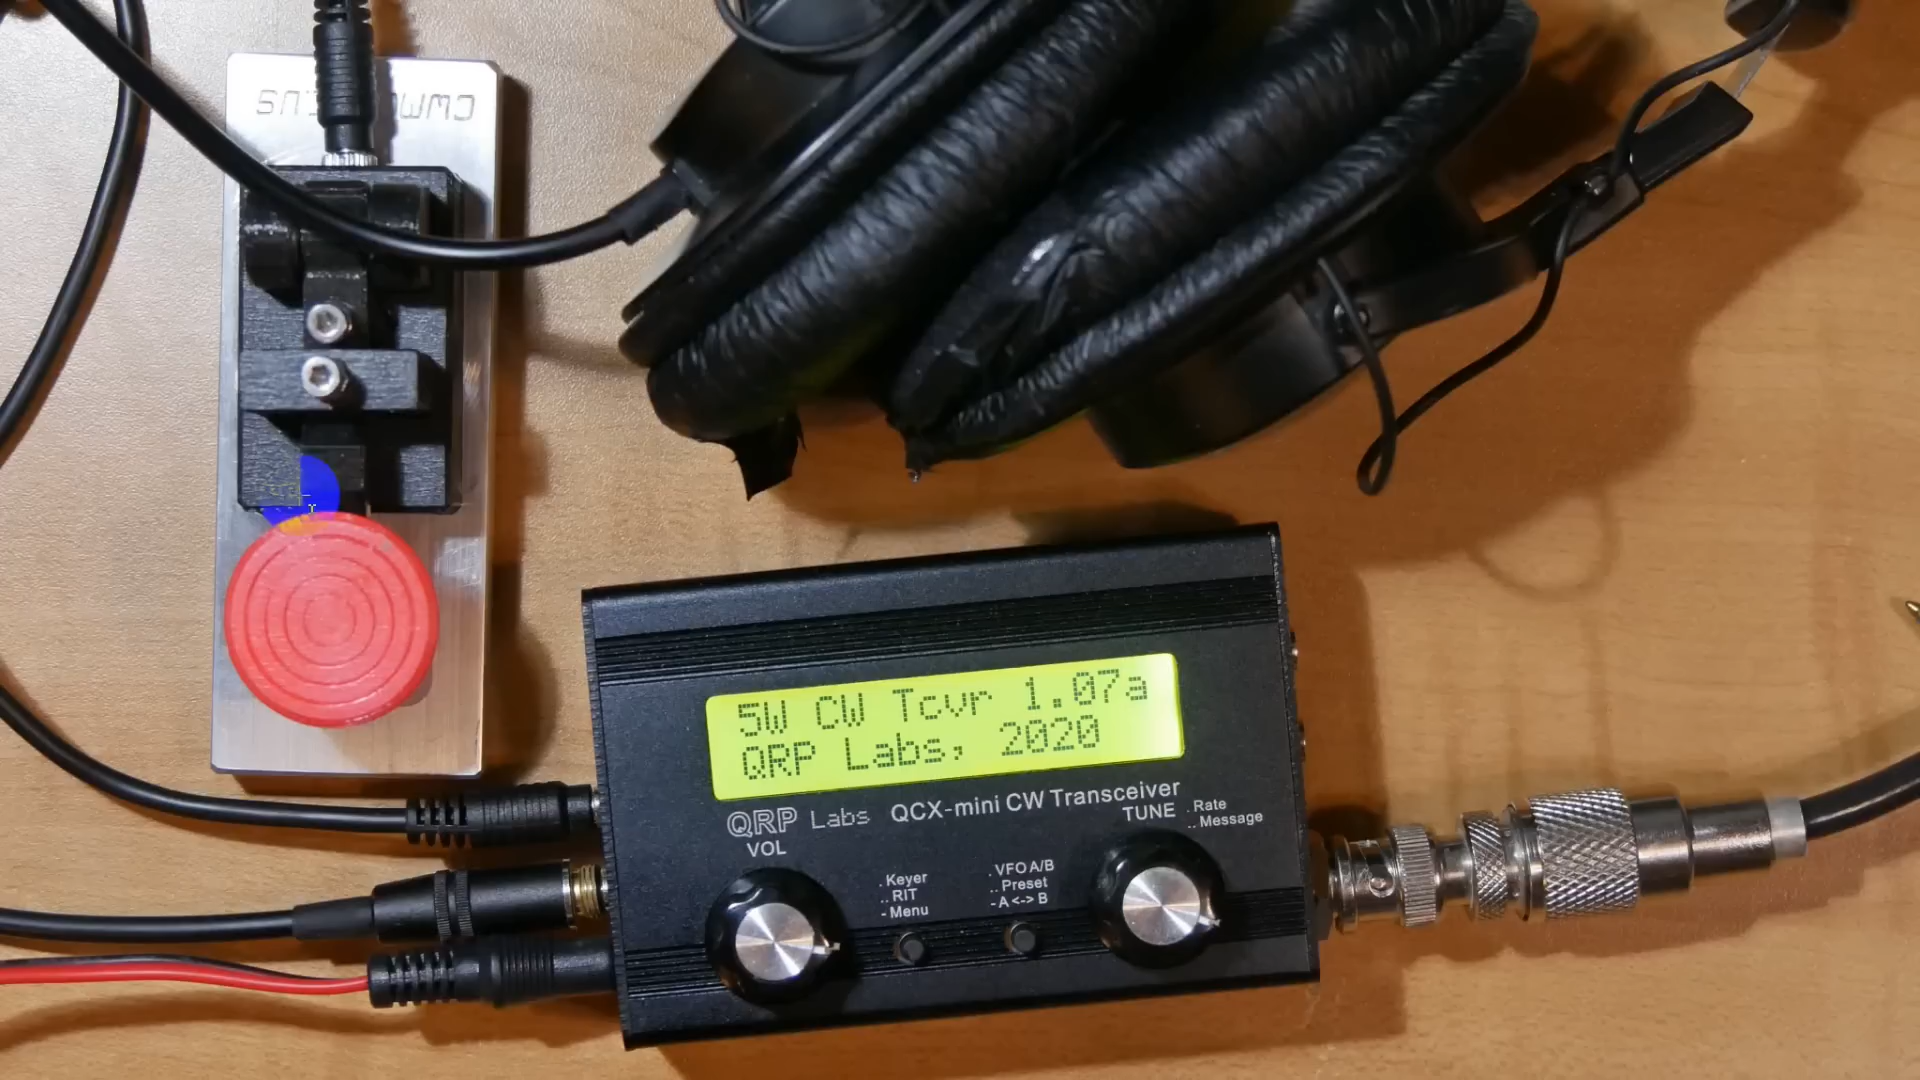 5W CW Tcvr 1.07a
QRP Labs, 2020
QRP Labs QCX-mini CW Transceiver
VOL
TUNE
. Rate
.. Message
. Keyer
.. RIT
- Menu
. VFO A/B
.. Preset
- A <-> B